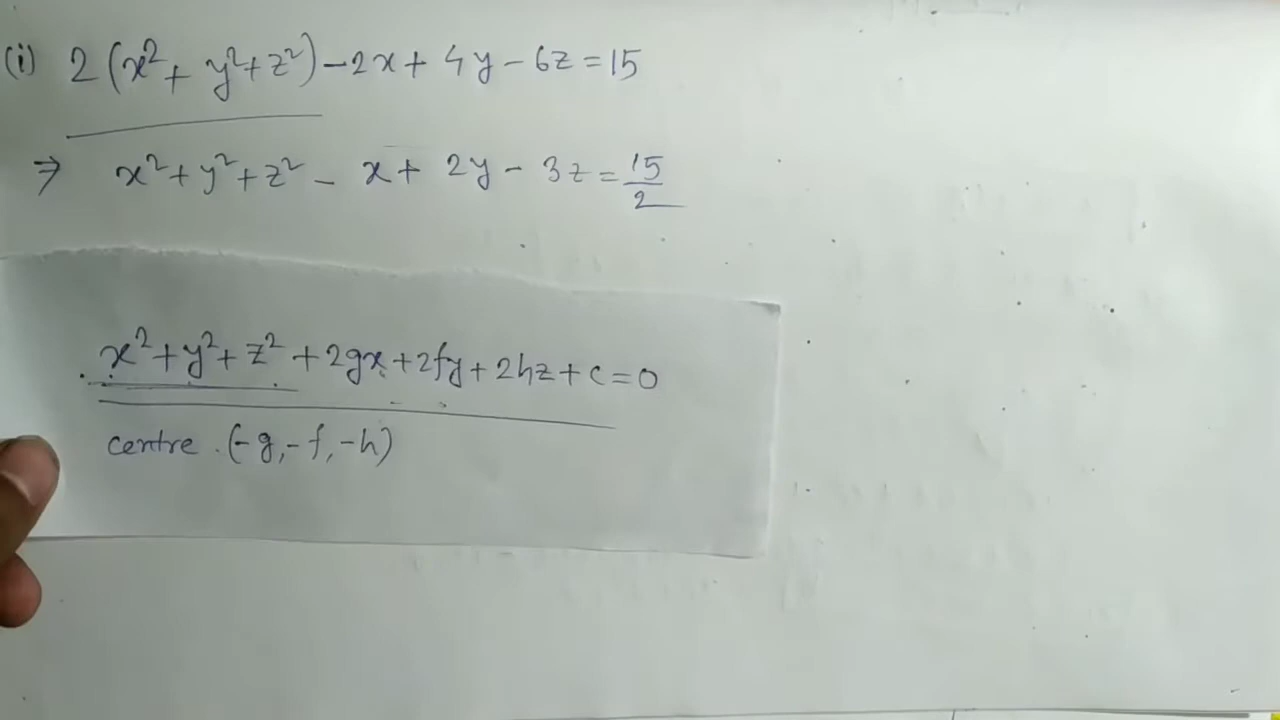 (i) 2(x²+ y²+z²)-2x+ 4y-6z=15
⇒ x²+y²+z² - x+ 2y- 3z=15/2
x²+y²+z²+2gx+2fy+2hz+c=0
centre. (-g,-f,-h)